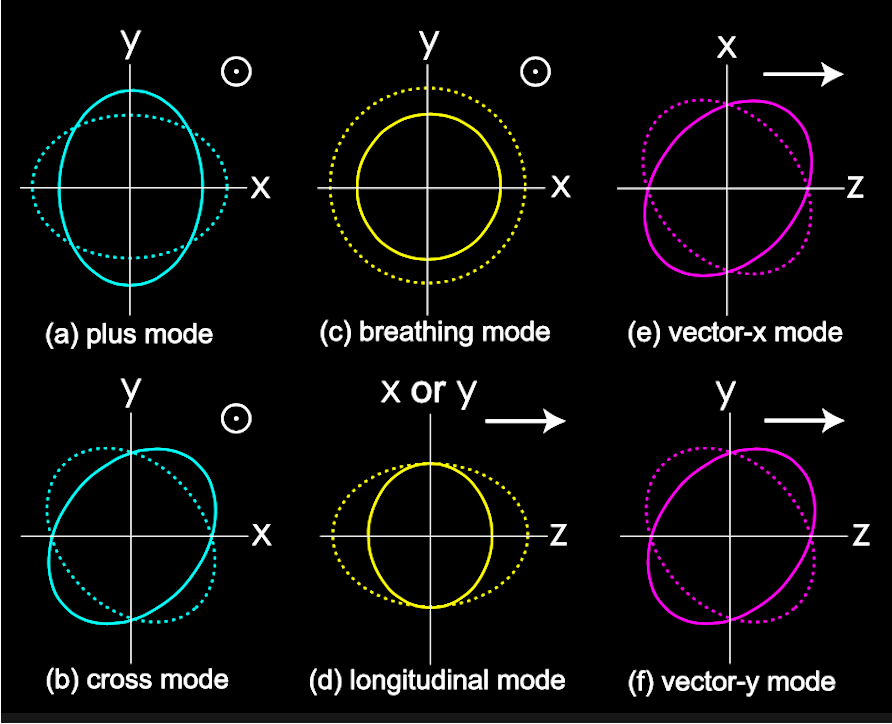 y
x
(a) plus mode
y
x
(c) breathing mode
x
z
(e) vector-x mode
y
x
(b) cross mode
x or y
z
(d) longitudinal mode
y
z
(f) vector-y mode